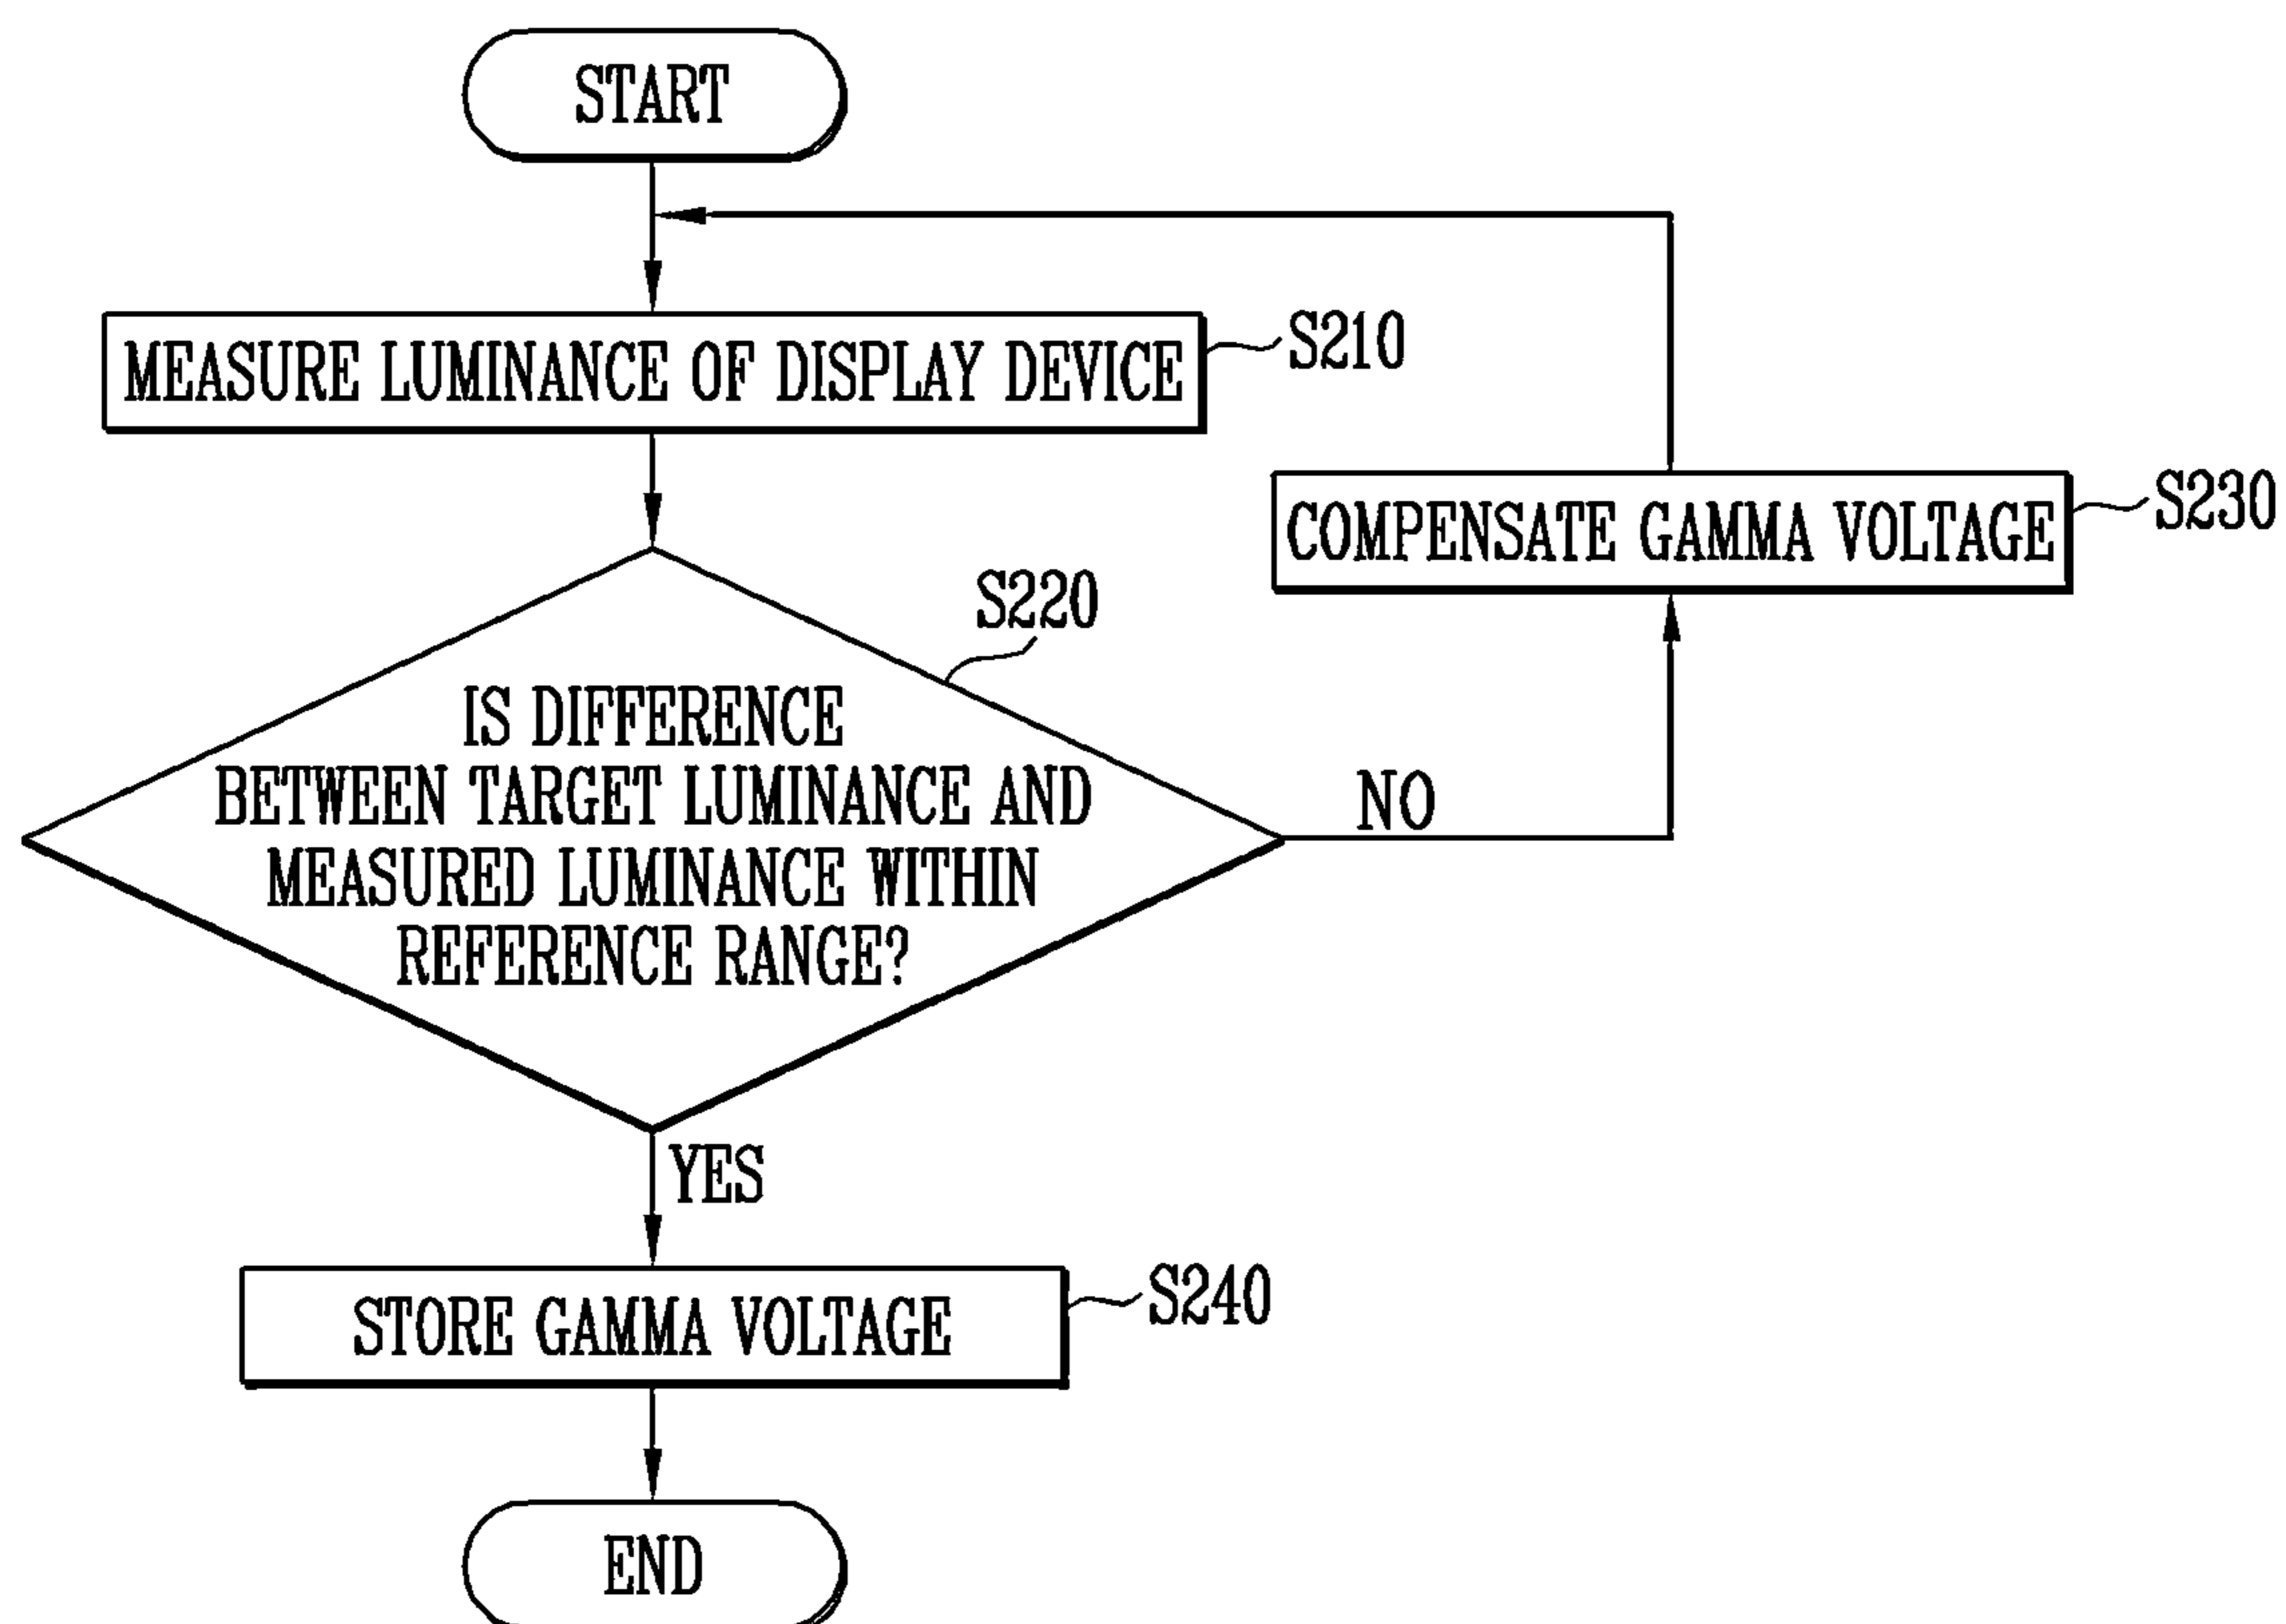 START
MEASURE LUMINANCE OF DISPLAY DEVICE
S210
COMPENSATE GAMMA VOLTAGE
S230
S220
IS DIFFERENCE
BETWEEN TARGET LUMINANCE AND
MEASURED LUMINANCE WITHIN
REFERENCE RANGE?
NO
YES
STORE GAMMA VOLTAGE
S240
END